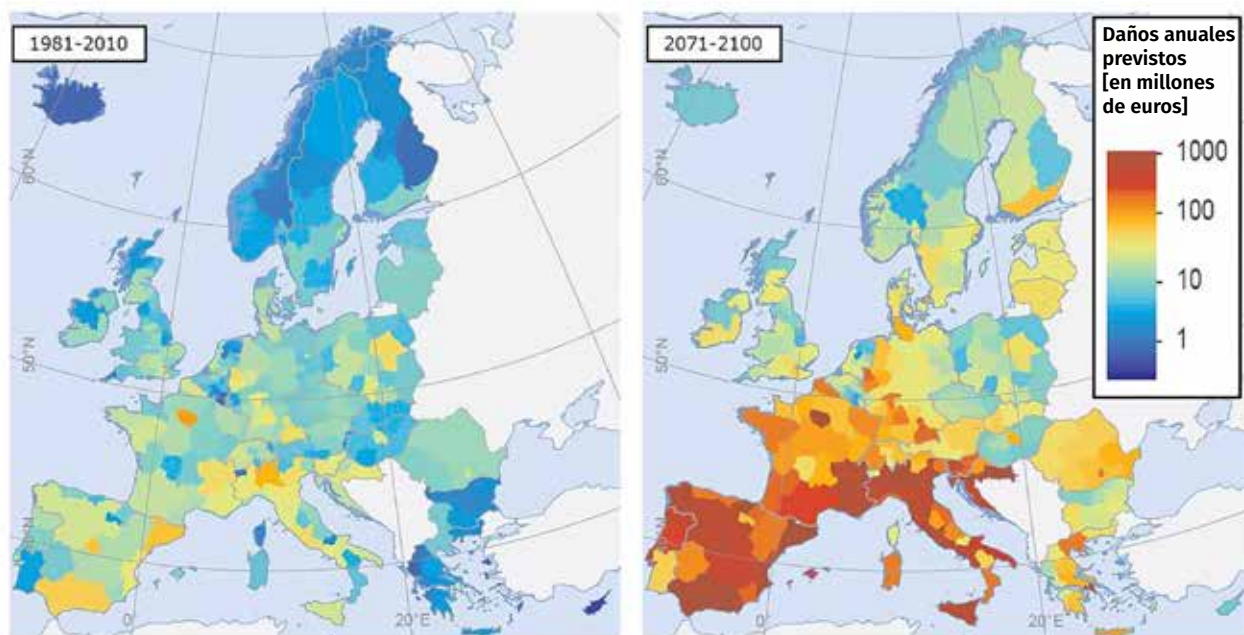 1981-2010
60°N
50°N
0
20°E
2071-2100
60°N
50°N
0
20°E
Daños anuales
previstos
[en millones
de euros]
1000
100
10
1